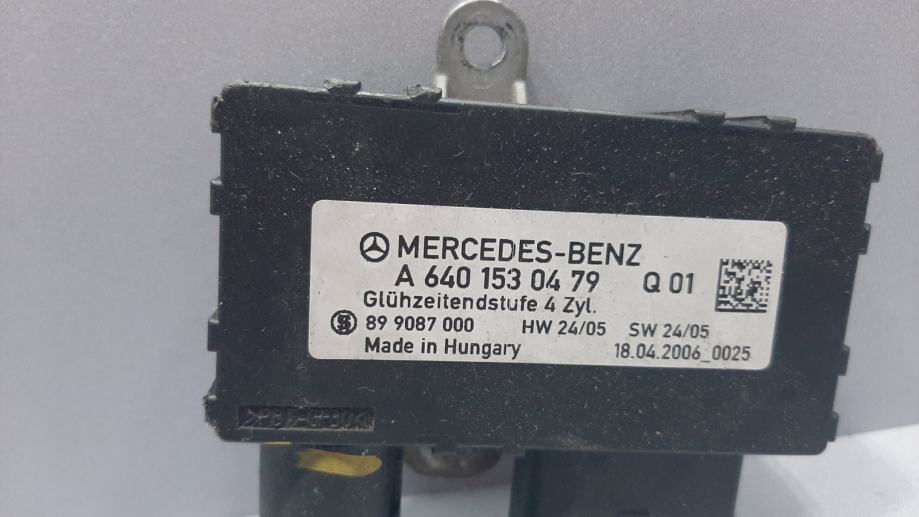 MERCEDES-BENZ
A 640 153 04 79 Q 01
Glühzeitendstufe 4 Zyl.
89 9087 000 HW 24/05 SW 24/05
Made in Hungary 18.04.2006_0025